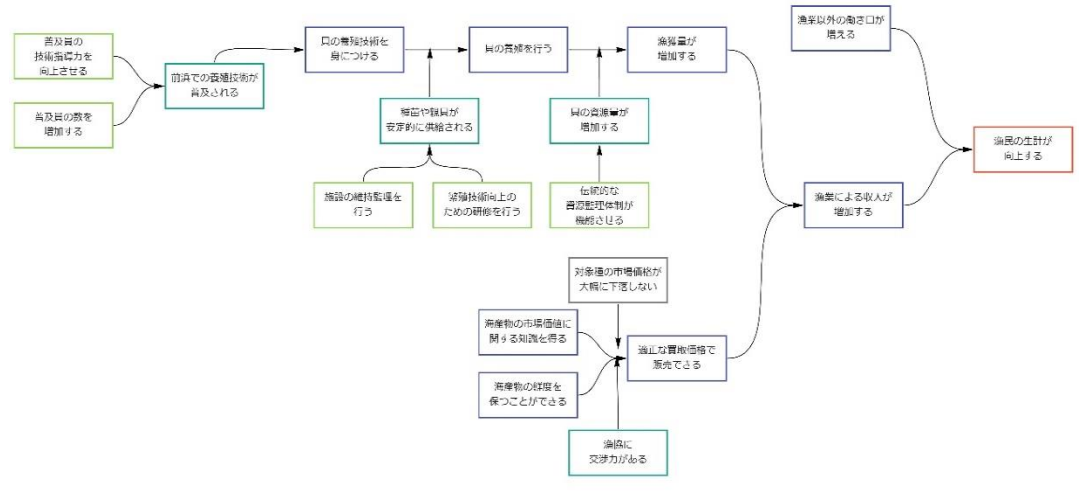 普及員の
技術指導力を
向上させる
普及員の数を
増加する
前浜での養殖技術が
普及される
貝の養殖技術を
身につける
種苗や親貝が
安定的に供給される
施設の維持監理を
行う
繁殖技術向上の
ための研修を行う
貝の養殖を行う
貝の資源量が
増加する
伝統的な
資源監理体制が
機能させる
漁獲量が
増加する
漁業以外の働き口が
増える
漁民の生計が
向上する
漁業による収入が
増加する
対象種の市場価格が
大幅に下落しない
海産物の市場価値に
関する知識を得る
海産物の鮮度を
保つことができる
適正な買取価格で
販売できる
漁協に
交渉力がある